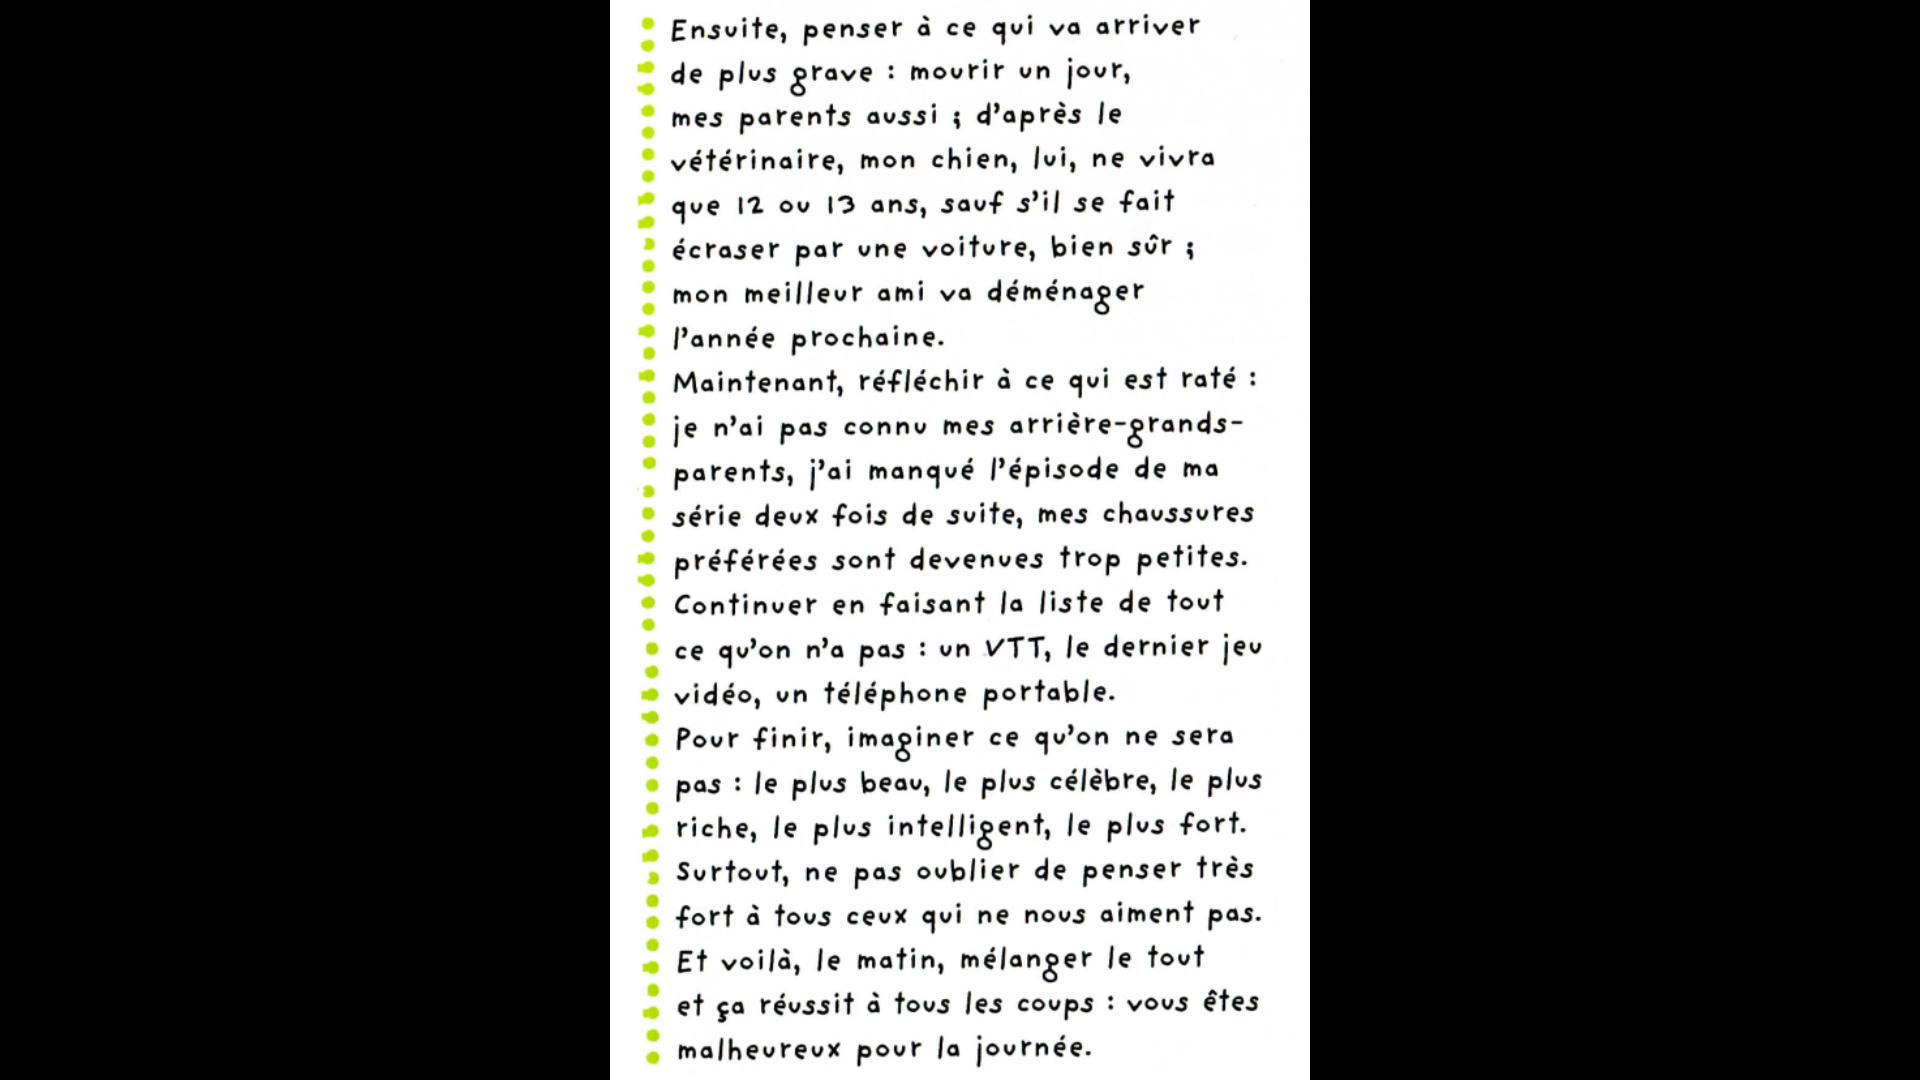 Ensuite, penser à ce qui va arriver
de plus grave : mourir un jour,
mes parents aussi ; d'après le
vétérinaire, mon chien, lui, ne vivra
que 12 ou 13 ans, sauf s'il se fait
écraser par une voiture, bien sûr ;
mon meilleur ami va déménager
l'année prochaine.
Maintenant, réfléchir à ce qui est raté :
je n'ai pas connu mes arrière-grands-
parents, j'ai manqué l'épisode de ma
série deux fois de suite, mes chaussures
préférées sont devenues trop petites.
Continuer en faisant la liste de tout
ce qu'on n'a pas : un VTT, le dernier jeu
vidéo, un téléphone portable.
Pour finir, imaginer ce qu'on ne sera
pas : le plus beau, le plus célèbre, le plus
riche, le plus intelligent, le plus fort.
Surtout, ne pas oublier de penser très
fort à tous ceux qui ne nous aiment pas.
Et voilà, le matin, mélanger le tout
et ça réussit à tous les coups : vous êtes
malheureux pour la journée.